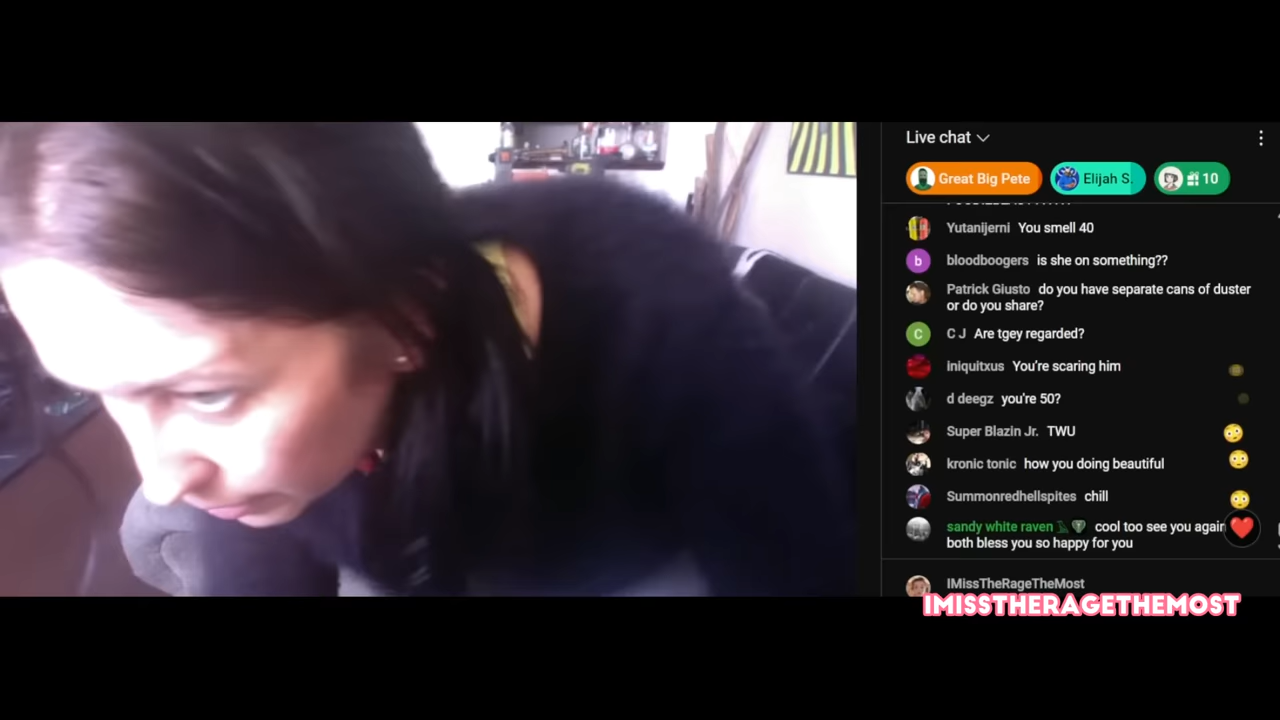 Live chat
Great Big Pete
Elijah S.
10
Yutanijerni You smell 40
b bloodboogers is she on something??
Patrick Giusto do you have separate cans of duster
or do you share?
C C J Are tgey regarded?
iniquitxus You're scaring him
d deegz you're 50?
Super Blazin Jr. TWU
kronic tonic how you doing beautiful
Summonredhellspites chill
sandy white raven cool too see you again
both bless you so happy for you
IMissTheRageTheMost
IMISSTHERAGETHEMOST